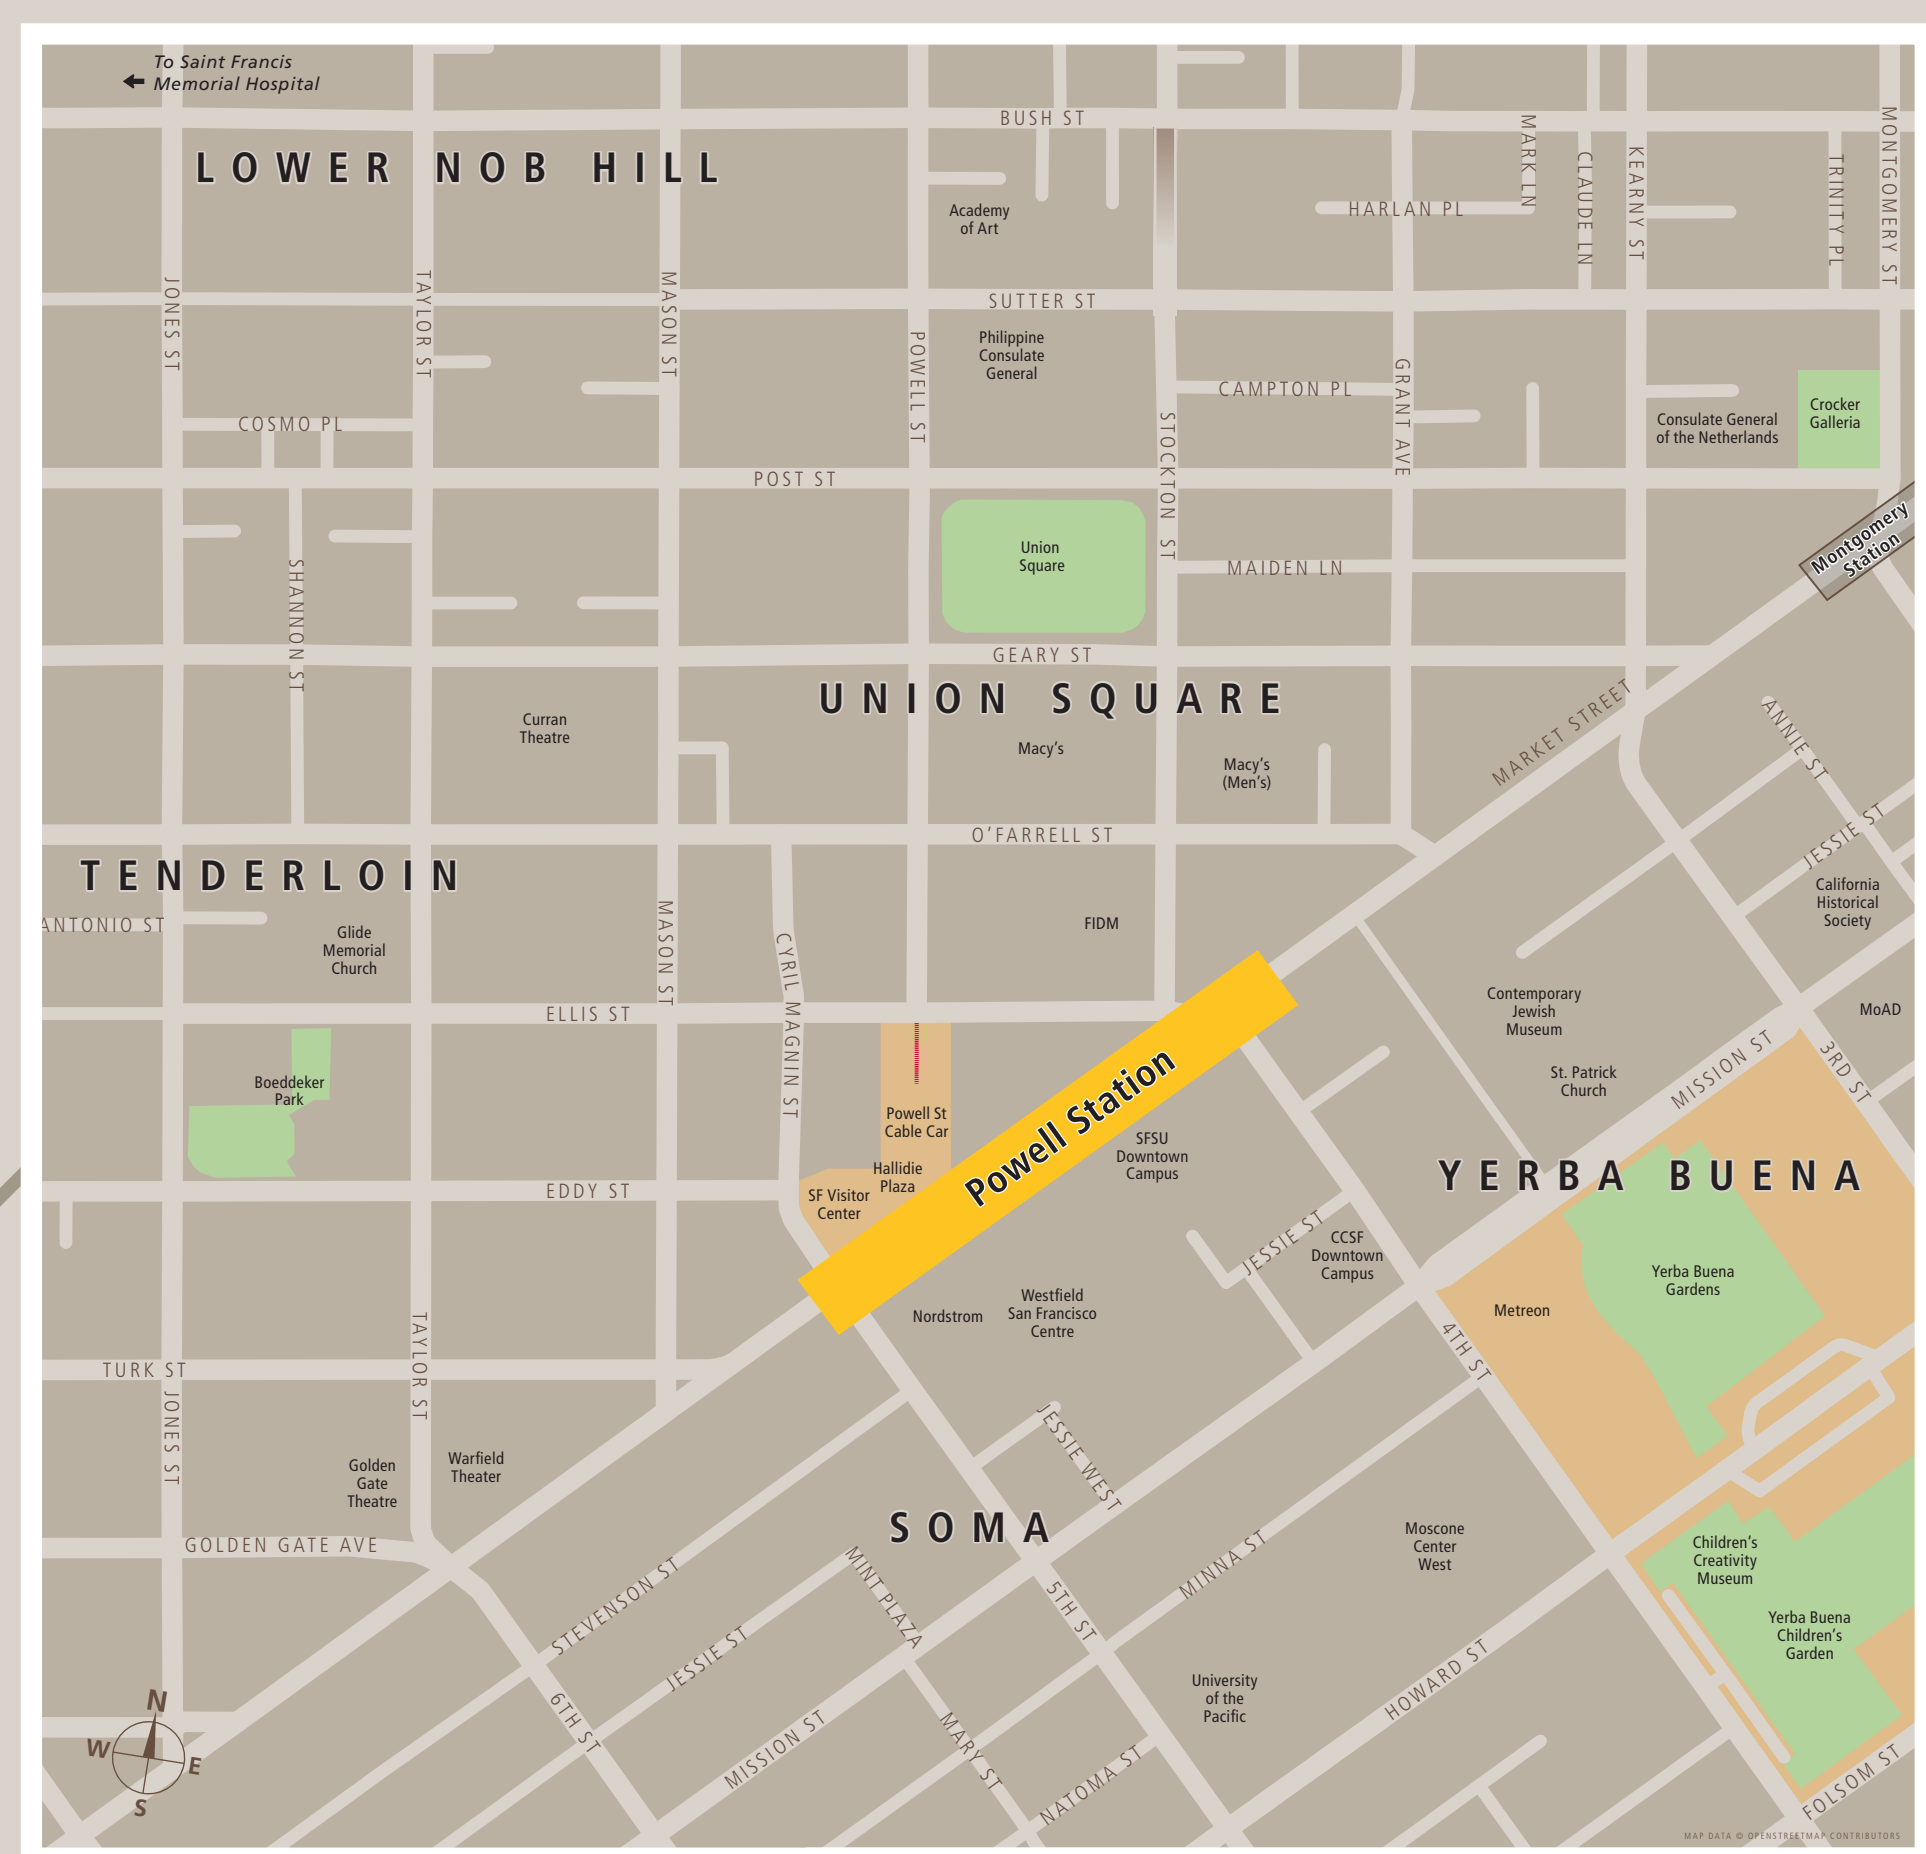 To Saint Francis
Memorial Hospital
BUSH ST
LOWER NOB HILL
MARK LN
CLAUDE LN
KEARNY ST
TRINITY PL
MONTGOMERY ST
Academy
of Art
HARLAN PL
JONES ST
TAYLOR ST
MASON ST
SUTTER ST
POWELL ST
Philippine
Consulate
General
CAMPTON PL
GRANT AVE
Consulate General
of the Netherlands
Crocker
Galleria
COSMO PL
STOCKTON ST
POST ST
Union
Square
MAIDEN LN
Montgomery
Station
SHANNON ST
GEARY ST
UNION SQUARE
MARKET STREET
ANNIE ST
Curran
Theatre
Macy's
Macy's
(Men's)
O'FARRELL ST
JESSIE ST
TENDERLOIN
California
Historical
Society
ANTONIO ST
Glide
Memorial
Church
MASON ST
CYRIL MAGNIN ST
FIDM
Contemporary
Jewish
Museum
MoAD
ELLIS ST
Powell Station
MISSION ST
3RD ST
St. Patrick
Church
Boeddeker
Park
Powell St
Cable Car
SFSU
Downtown
Campus
YERBA BUENA
Hallidie
Plaza
EDDY ST
SF Visitor
Center
JESSIE ST
CCSF
Downtown
Campus
Yerba Buena
Gardens
Nordstrom
Westfield
San Francisco
Centre
Metreon
4TH ST
TURK ST
TAYLOR ST
JONES ST
JESSIE WEST
Golden
Gate
Theatre
Warfield
Theater
SOMA
GOLDEN GATE AVE
Moscone
Center
West
Children's
Creativity
Museum
STEVENSON ST
MINT PLAZA
MINNA ST
5TH ST
JESSIE ST
Yerba Buena
Children's
Garden
HOWARD ST
University
of the
Pacific
6TH ST
MISSION ST
MARY ST
NATOMA ST
FOLSOM ST
N
W
E
S
MAP DATA © OPENSTREETMAP CONTRIBUTORS